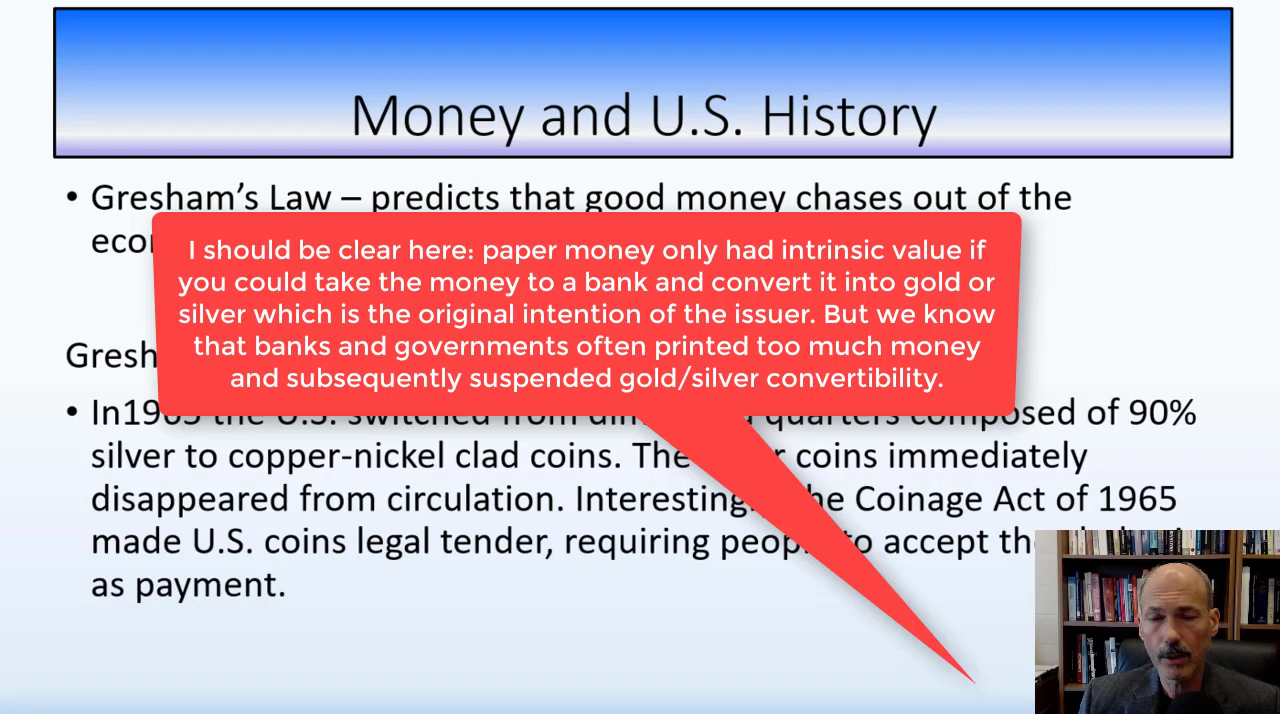 Money and U.S. History
• Gresham’s Law – predicts that good money chases out of the
I should be clear here: paper money only had intrinsic value if
you could take the money to a bank and convert it into gold or
silver which is the original intention of the issuer. But we know
that banks and governments often printed too much money
and subsequently suspended gold/silver convertibility.
• the U.S. switched from quarters composed of 90%
silver to copper-nickel clad coins. The coins immediately
disappeared from circulation. the Coinage Act of 1965
made U.S. coins legal tender, requiring to accept
as payment.